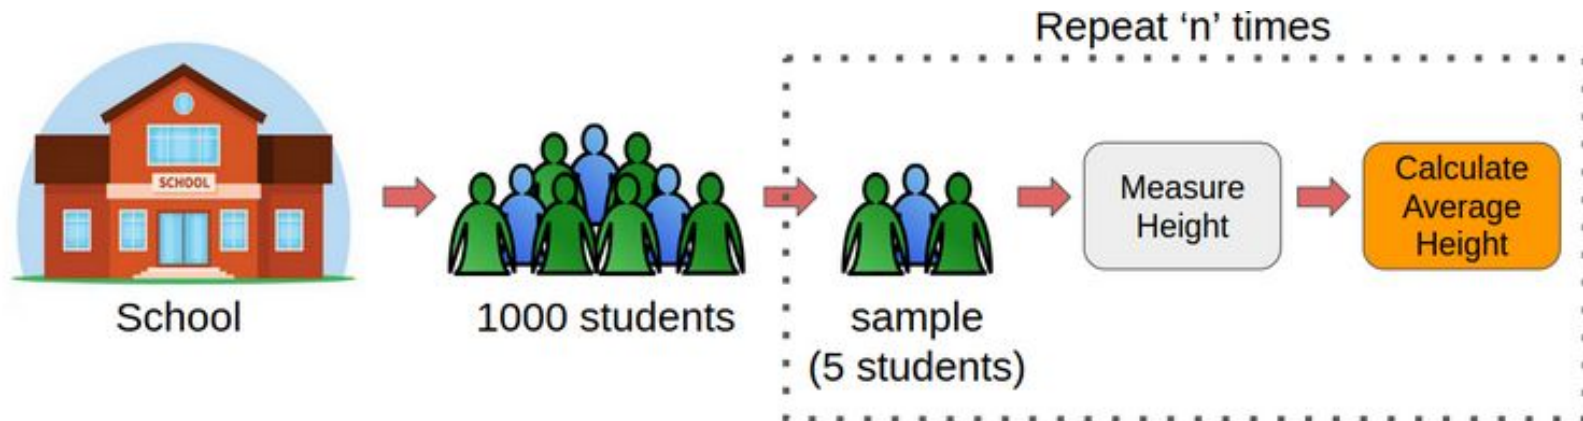 Repeat ‘n’ times
SCHOOL
School
1000 students
sample
(5 students)
Measure
Height
Calculate
Average
Height